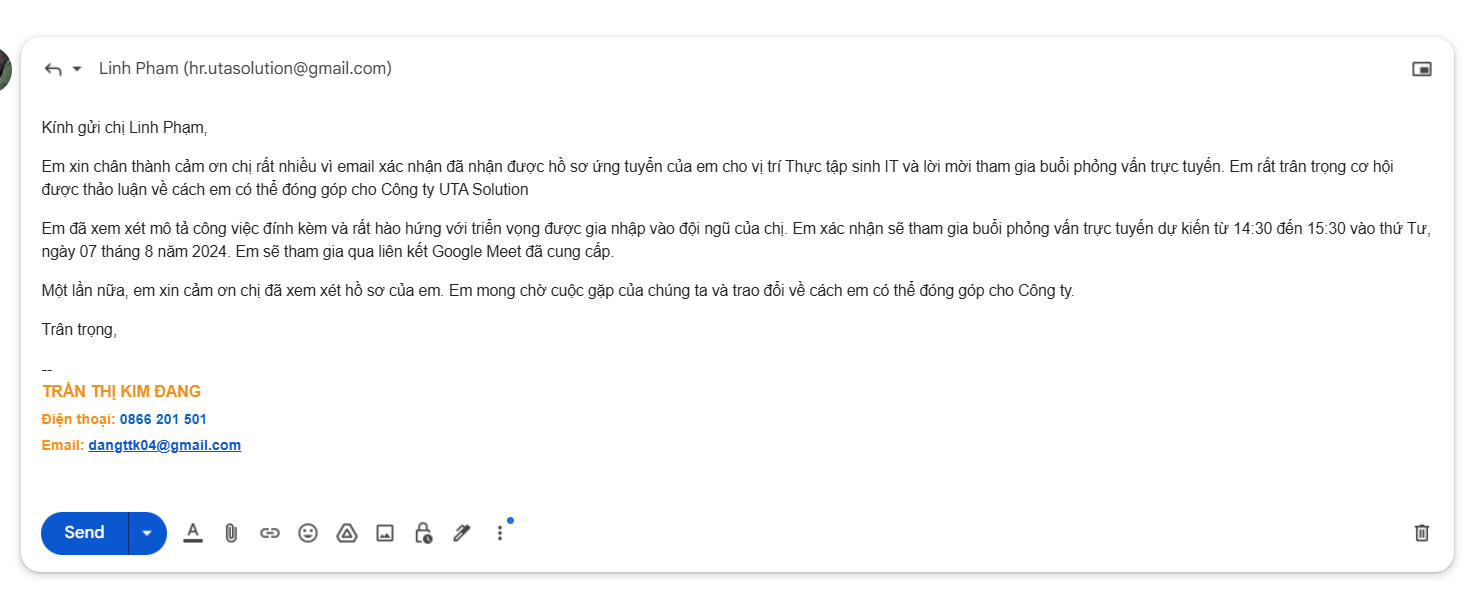 Linh Pham (hr.utasolution@gmail.com)
Kính gửi chị Linh Phạm,
Em xin chân thành cảm ơn chị rất nhiều vì email xác nhận đã nhận được hồ sơ ứng tuyển của em cho vị trí Thực tập sinh IT và lời mời tham gia buổi phỏng vấn trực tuyến. Em rất trân trọng cơ hội
được thảo luận về cách em có thể đóng góp cho Công ty UTA Solution
Em đã xem xét mô tả công việc đính kèm và rất hào hứng với triển vọng được gia nhập vào đội ngũ của chị. Em xác nhận sẽ tham gia buổi phỏng vấn trực tuyến dự kiến từ 14:30 đến 15:30 vào thứ Tư,
ngày 07 tháng 8 năm 2024. Em sẽ tham gia qua liên kết Google Meet đã cung cấp.
Một lần nữa, em xin cảm ơn chị đã xem xét hồ sơ của em. Em mong chờ cuộc gặp của chúng ta và trao đổi về cách em có thể đóng góp cho Công ty.
Trân trọng,
--
TRẦN THỊ KIM ĐANG
Điện thoại: 0866 201 501
Email: dangttk04@gmail.com
Send